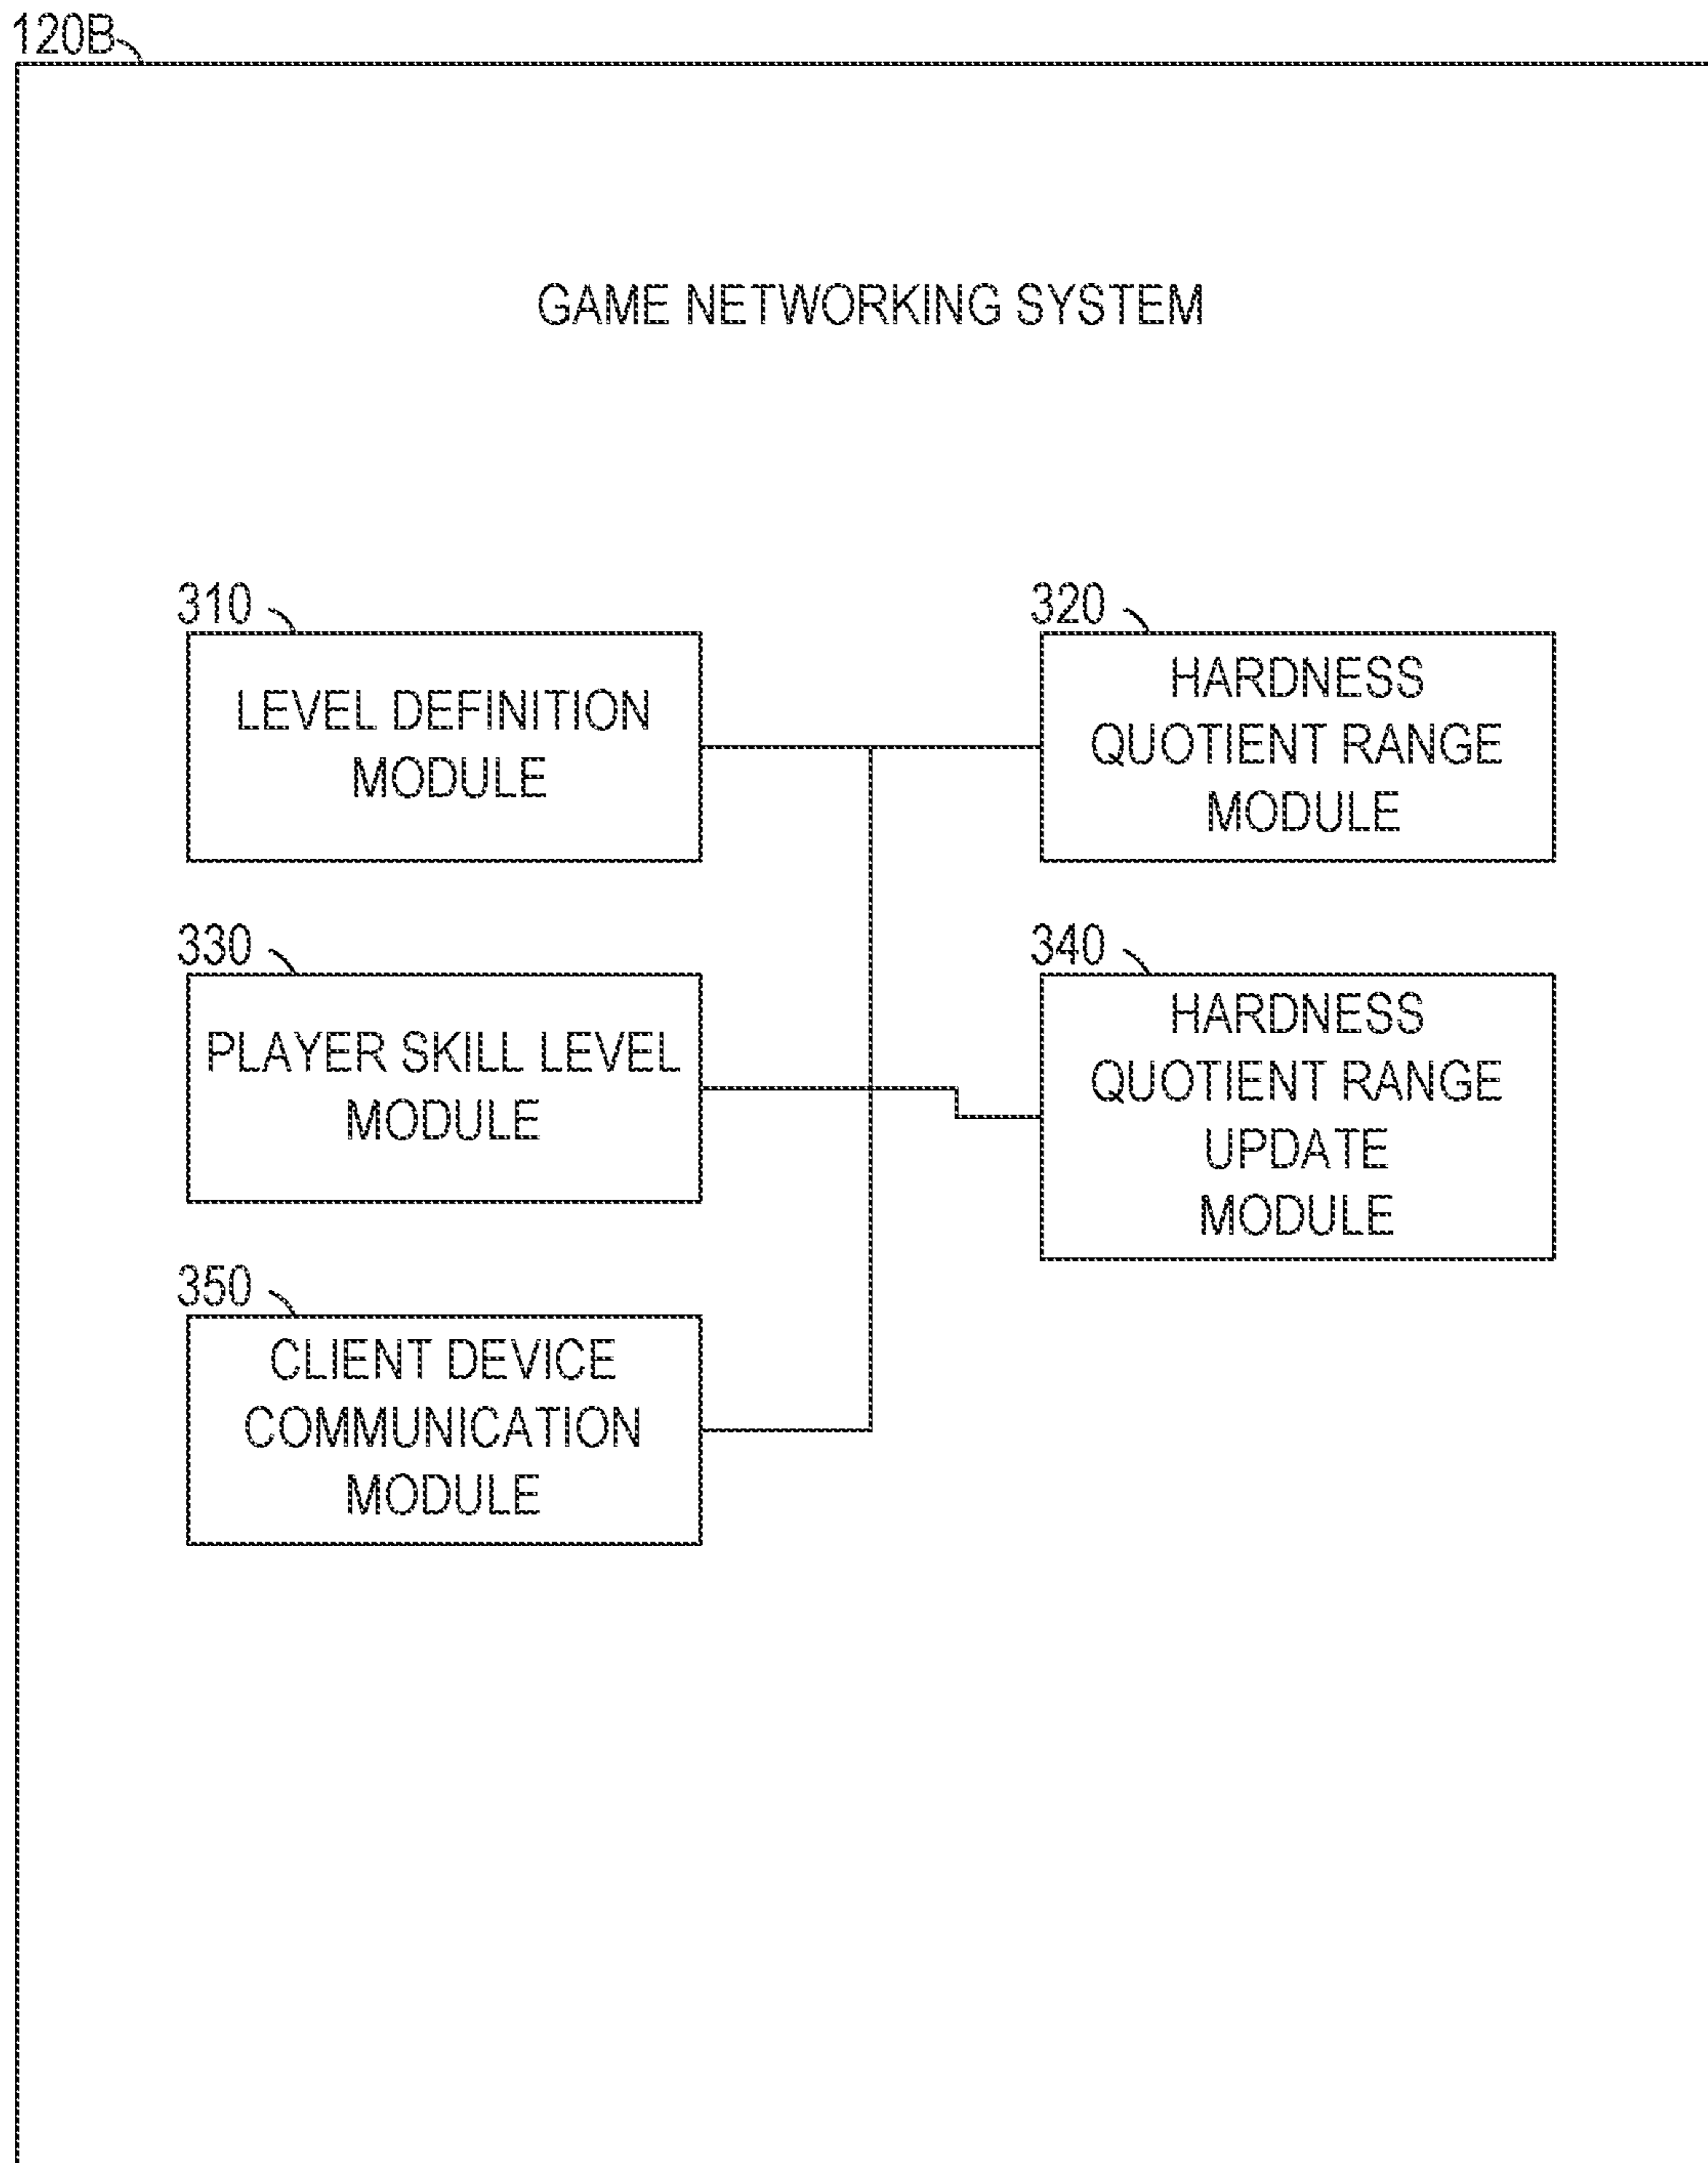 120B
GAME NETWORKING SYSTEM
310
LEVEL DEFINITION
MODULE
320
HARDNESS
QUOTIENT RANGE
MODULE
330
PLAYER SKILL LEVEL
MODULE
340
HARDNESS
QUOTIENT RANGE
UPDATE
MODULE
350
CLIENT DEVICE
COMMUNICATION
MODULE